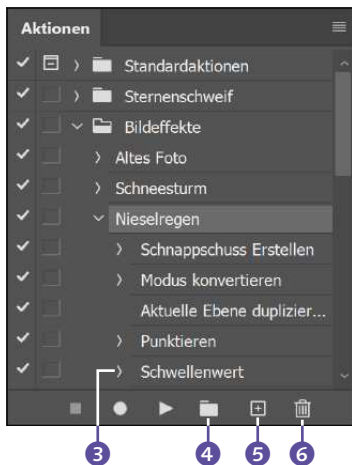 Aktionen
Standardaktionen
Sternenschweif
Bildeffekte
Altes Foto
Schneesturm
Nieselregen
Schnappschuss Erstellen
Modus konvertieren
Aktuelle Ebene duplizier...
Punktieren
Schwellenwert
3 4 5 6